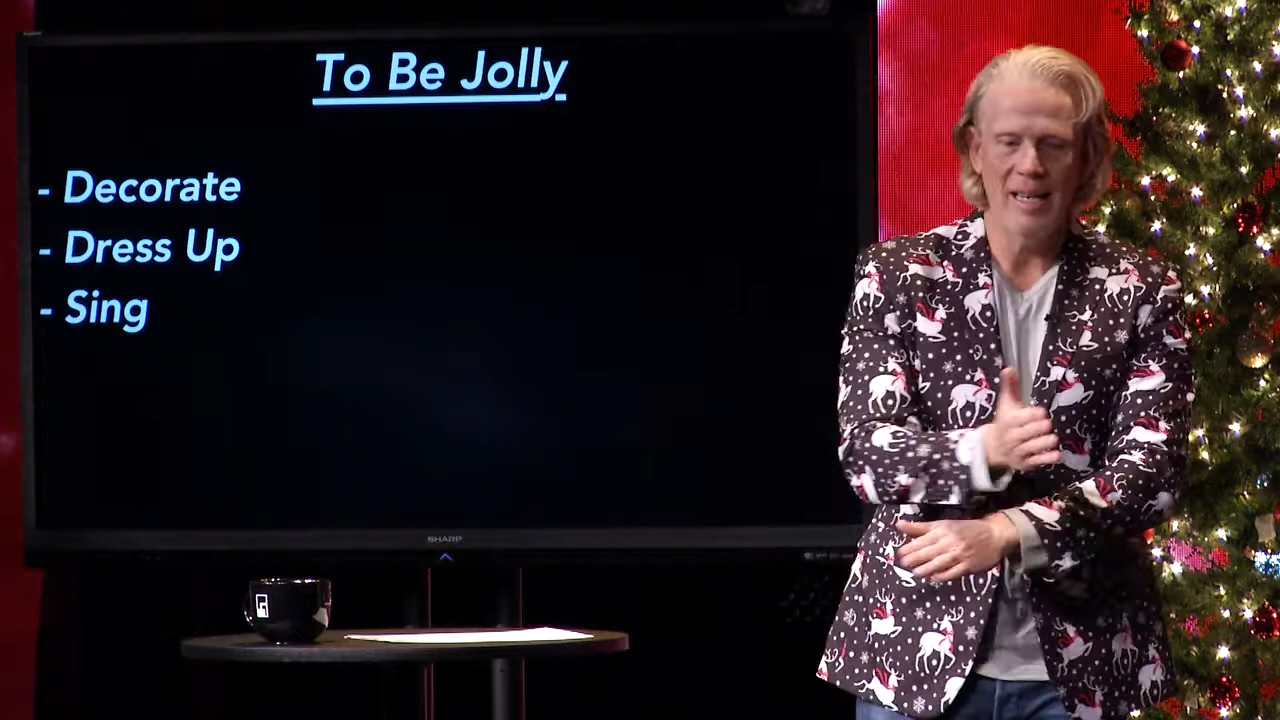 To Be Jolly
- Decorate
- Dress Up
- Sing
SHARP